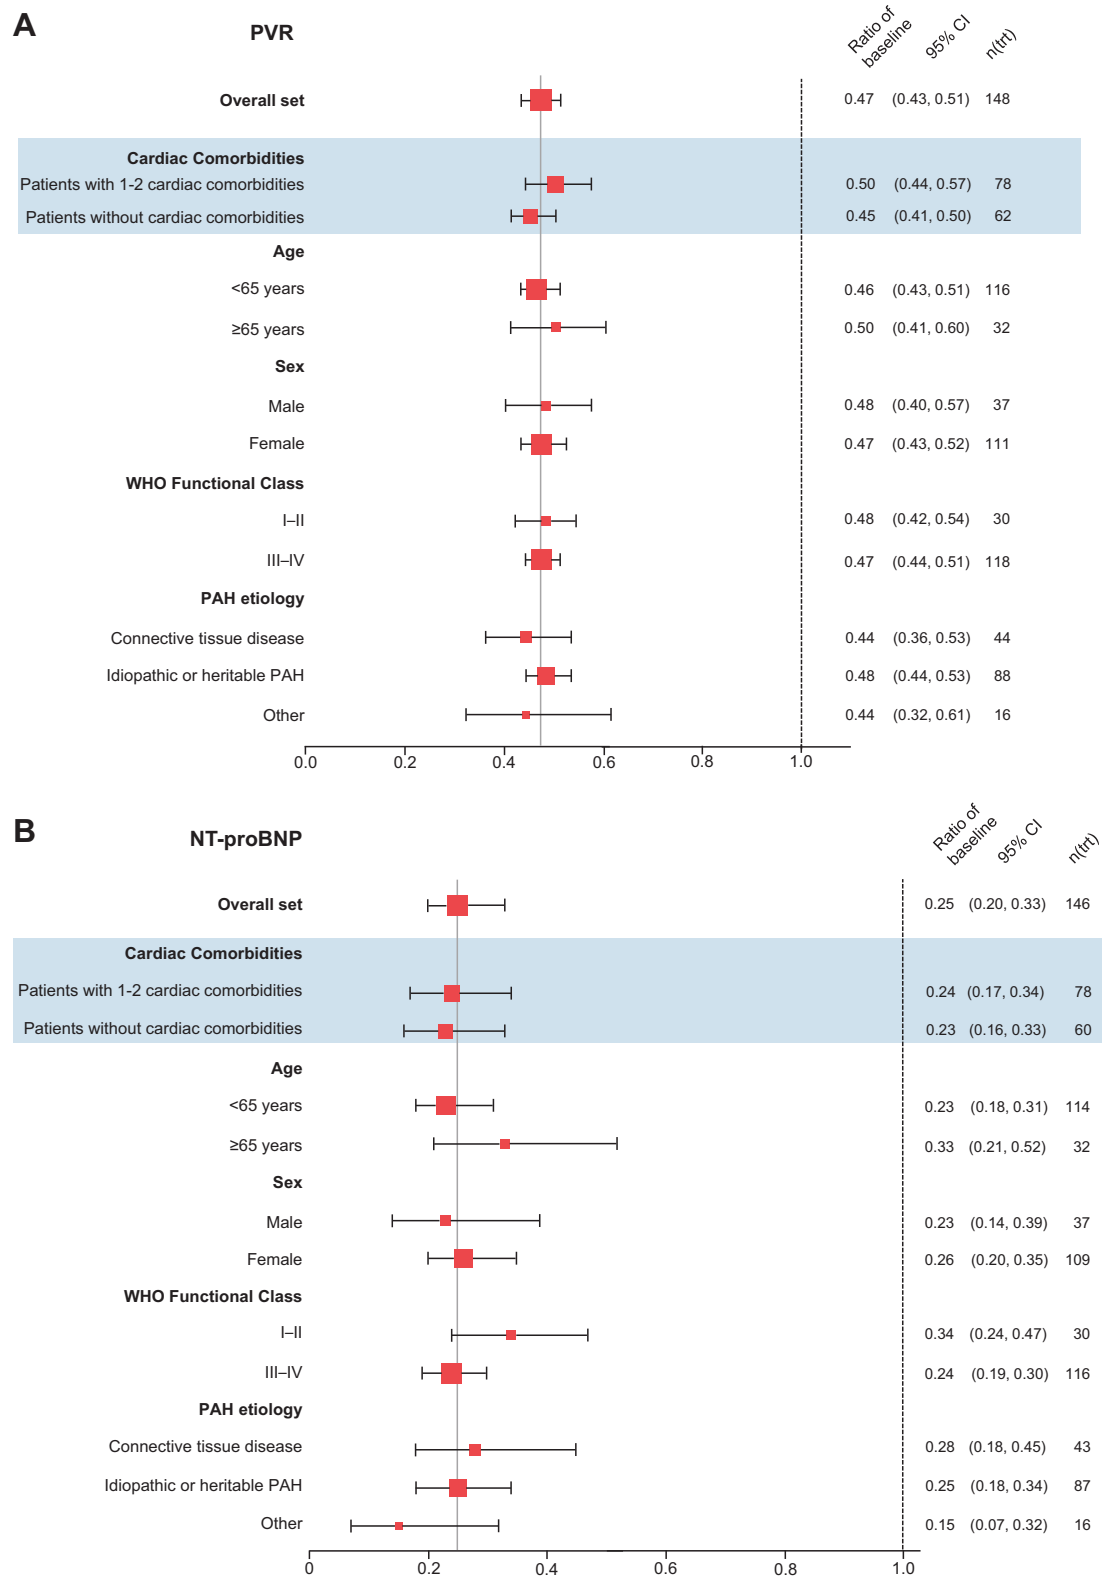 A
PVR
Ratio of baseline 95% CI n(trt)
Overall set 0.47 (0.43, 0.51) 148
Cardiac Comorbidities
Patients with 1-2 cardiac comorbidities 0.50 (0.44, 0.57) 78
Patients without cardiac comorbidities 0.45 (0.41, 0.50) 62
Age
<65 years 0.46 (0.43, 0.51) 116
≥65 years 0.50 (0.41, 0.60) 32
Sex
Male 0.48 (0.40, 0.57) 37
Female 0.47 (0.43, 0.52) 111
WHO Functional Class
I–II 0.48 (0.42, 0.54) 30
III–IV 0.47 (0.44, 0.51) 118
PAH etiology
Connective tissue disease 0.44 (0.36, 0.53) 44
Idiopathic or heritable PAH 0.48 (0.44, 0.53) 88
Other 0.44 (0.32, 0.61) 16
0.0 0.2 0.4 0.6 0.8 1.0
B
NT-proBNP
Ratio of baseline 95% CI n(trt)
Overall set 0.25 (0.20, 0.33) 146
Cardiac Comorbidities
Patients with 1-2 cardiac comorbidities 0.24 (0.17, 0.34) 78
Patients without cardiac comorbidities 0.23 (0.16, 0.33) 60
Age
<65 years 0.23 (0.18, 0.31) 114
≥65 years 0.33 (0.21, 0.52) 32
Sex
Male 0.23 (0.14, 0.39) 37
Female 0.26 (0.20, 0.35) 109
WHO Functional Class
I–II 0.34 (0.24, 0.47) 30
III–IV 0.24 (0.19, 0.30) 116
PAH etiology
Connective tissue disease 0.28 (0.18, 0.45) 43
Idiopathic or heritable PAH 0.25 (0.18, 0.34) 87
Other 0.15 (0.07, 0.32) 16
0 0.2 0.4 0.6 0.8 1.0